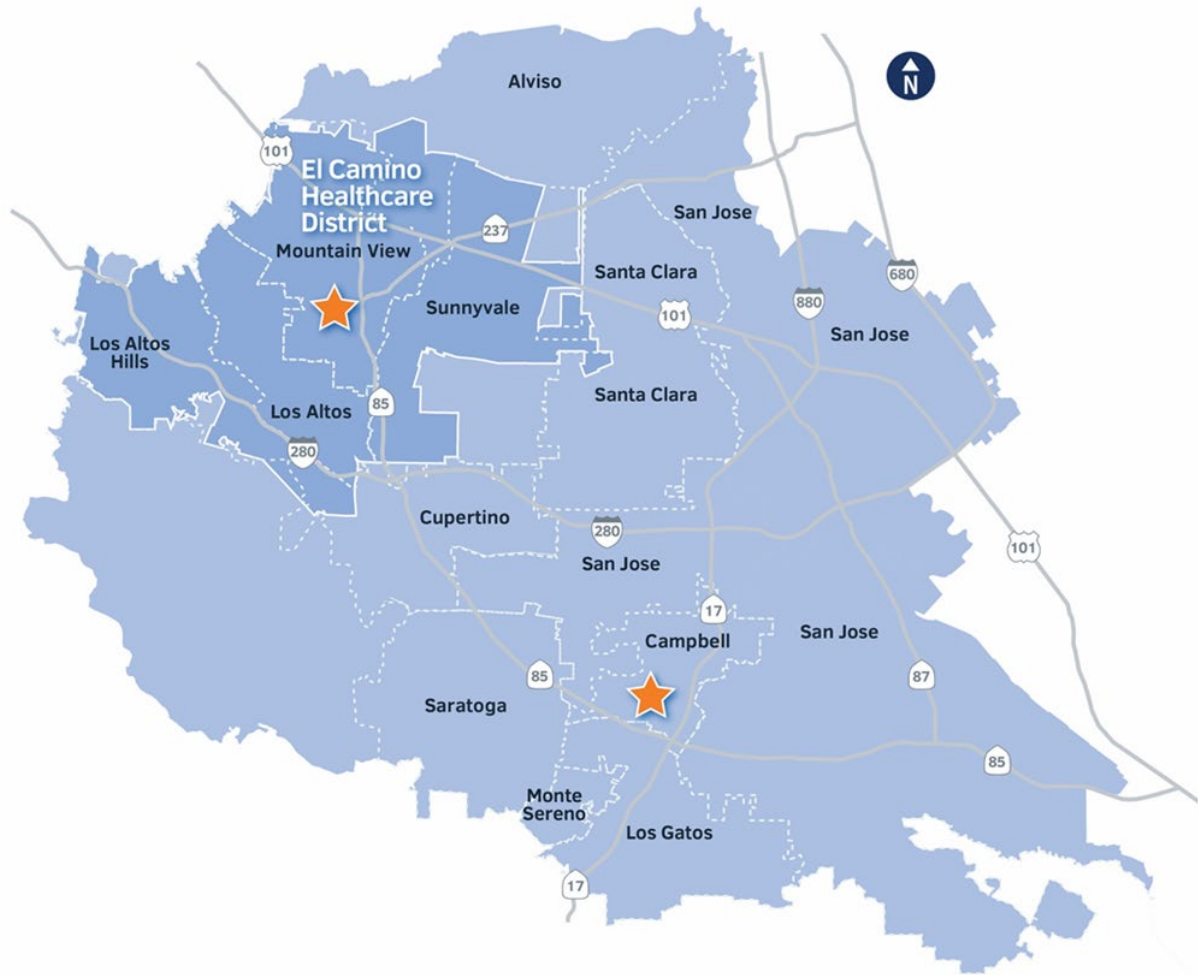 Alviso
N
101
El Camino
Healthcare
District
Mountain View
237
San Jose
Santa Clara
680
880
101
Sunnyvale
San Jose
Los Altos
Hills
Santa Clara
85
Los Altos
280
Cupertino
280
101
San Jose
17
Campbell
San Jose
85
87
Saratoga
85
Monte
Sereno
Los Gatos
17